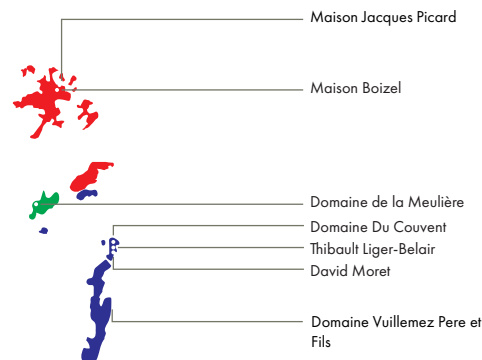 Maison Jacques Picard
Maison Boizel
Domaine de la Meulière
Domaine Du Couvent
Thibault Liger-Belair
David Moret
Domaine Vuillemez Pere et
Fils